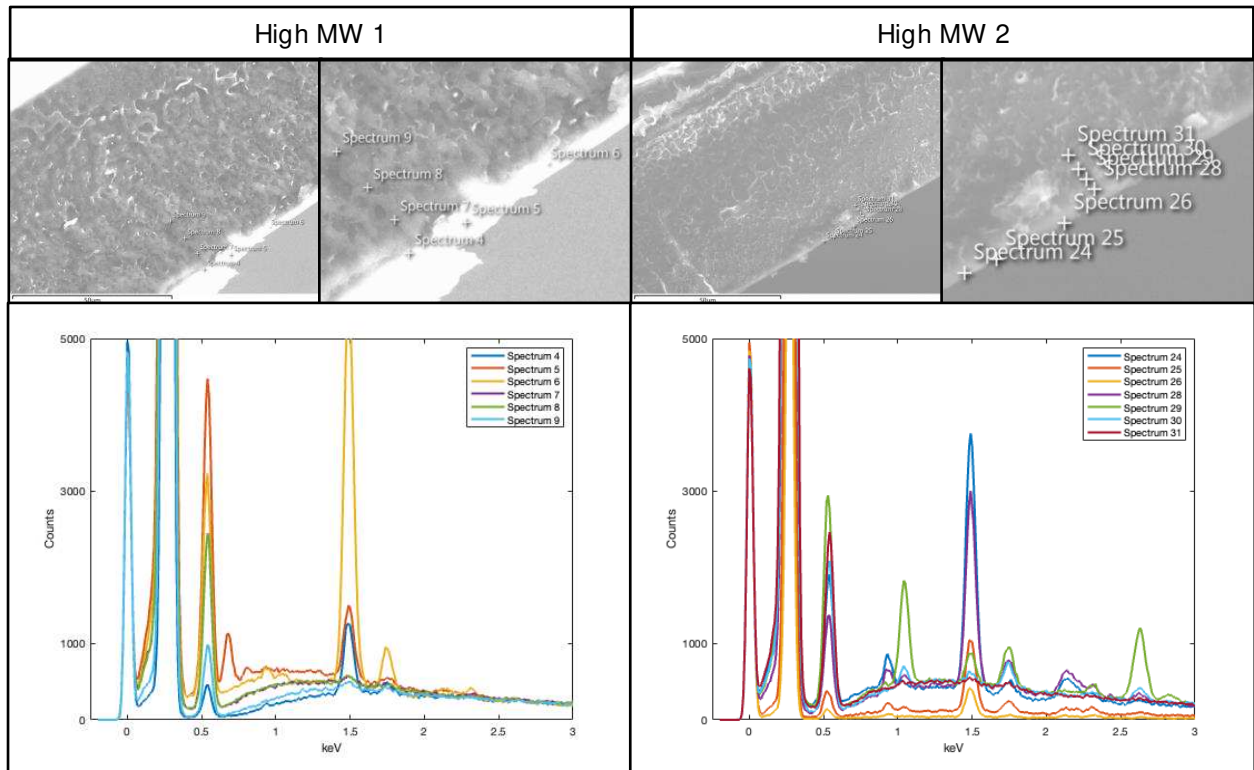 High MW 1
High MW 2
Spectrum 9
Spectrum 8
Spectrum 7
Spectrum 6
Spectrum 5
Spectrum 4
Spectrum 31
Spectrum 30
Spectrum 29
Spectrum 28
Spectrum 26
Spectrum 25
Spectrum 24
50µm
Counts
5000
3000
1000
0
0
0.5
1
1.5
2
2.5
3
keV
Spectrum 4
Spectrum 5
Spectrum 6
Spectrum 7
Spectrum 8
Spectrum 9
Counts
5000
3000
1000
0
0
0.5
1
1.5
2
2.5
3
keV
Spectrum 24
Spectrum 25
Spectrum 26
Spectrum 28
Spectrum 29
Spectrum 30
Spectrum 31